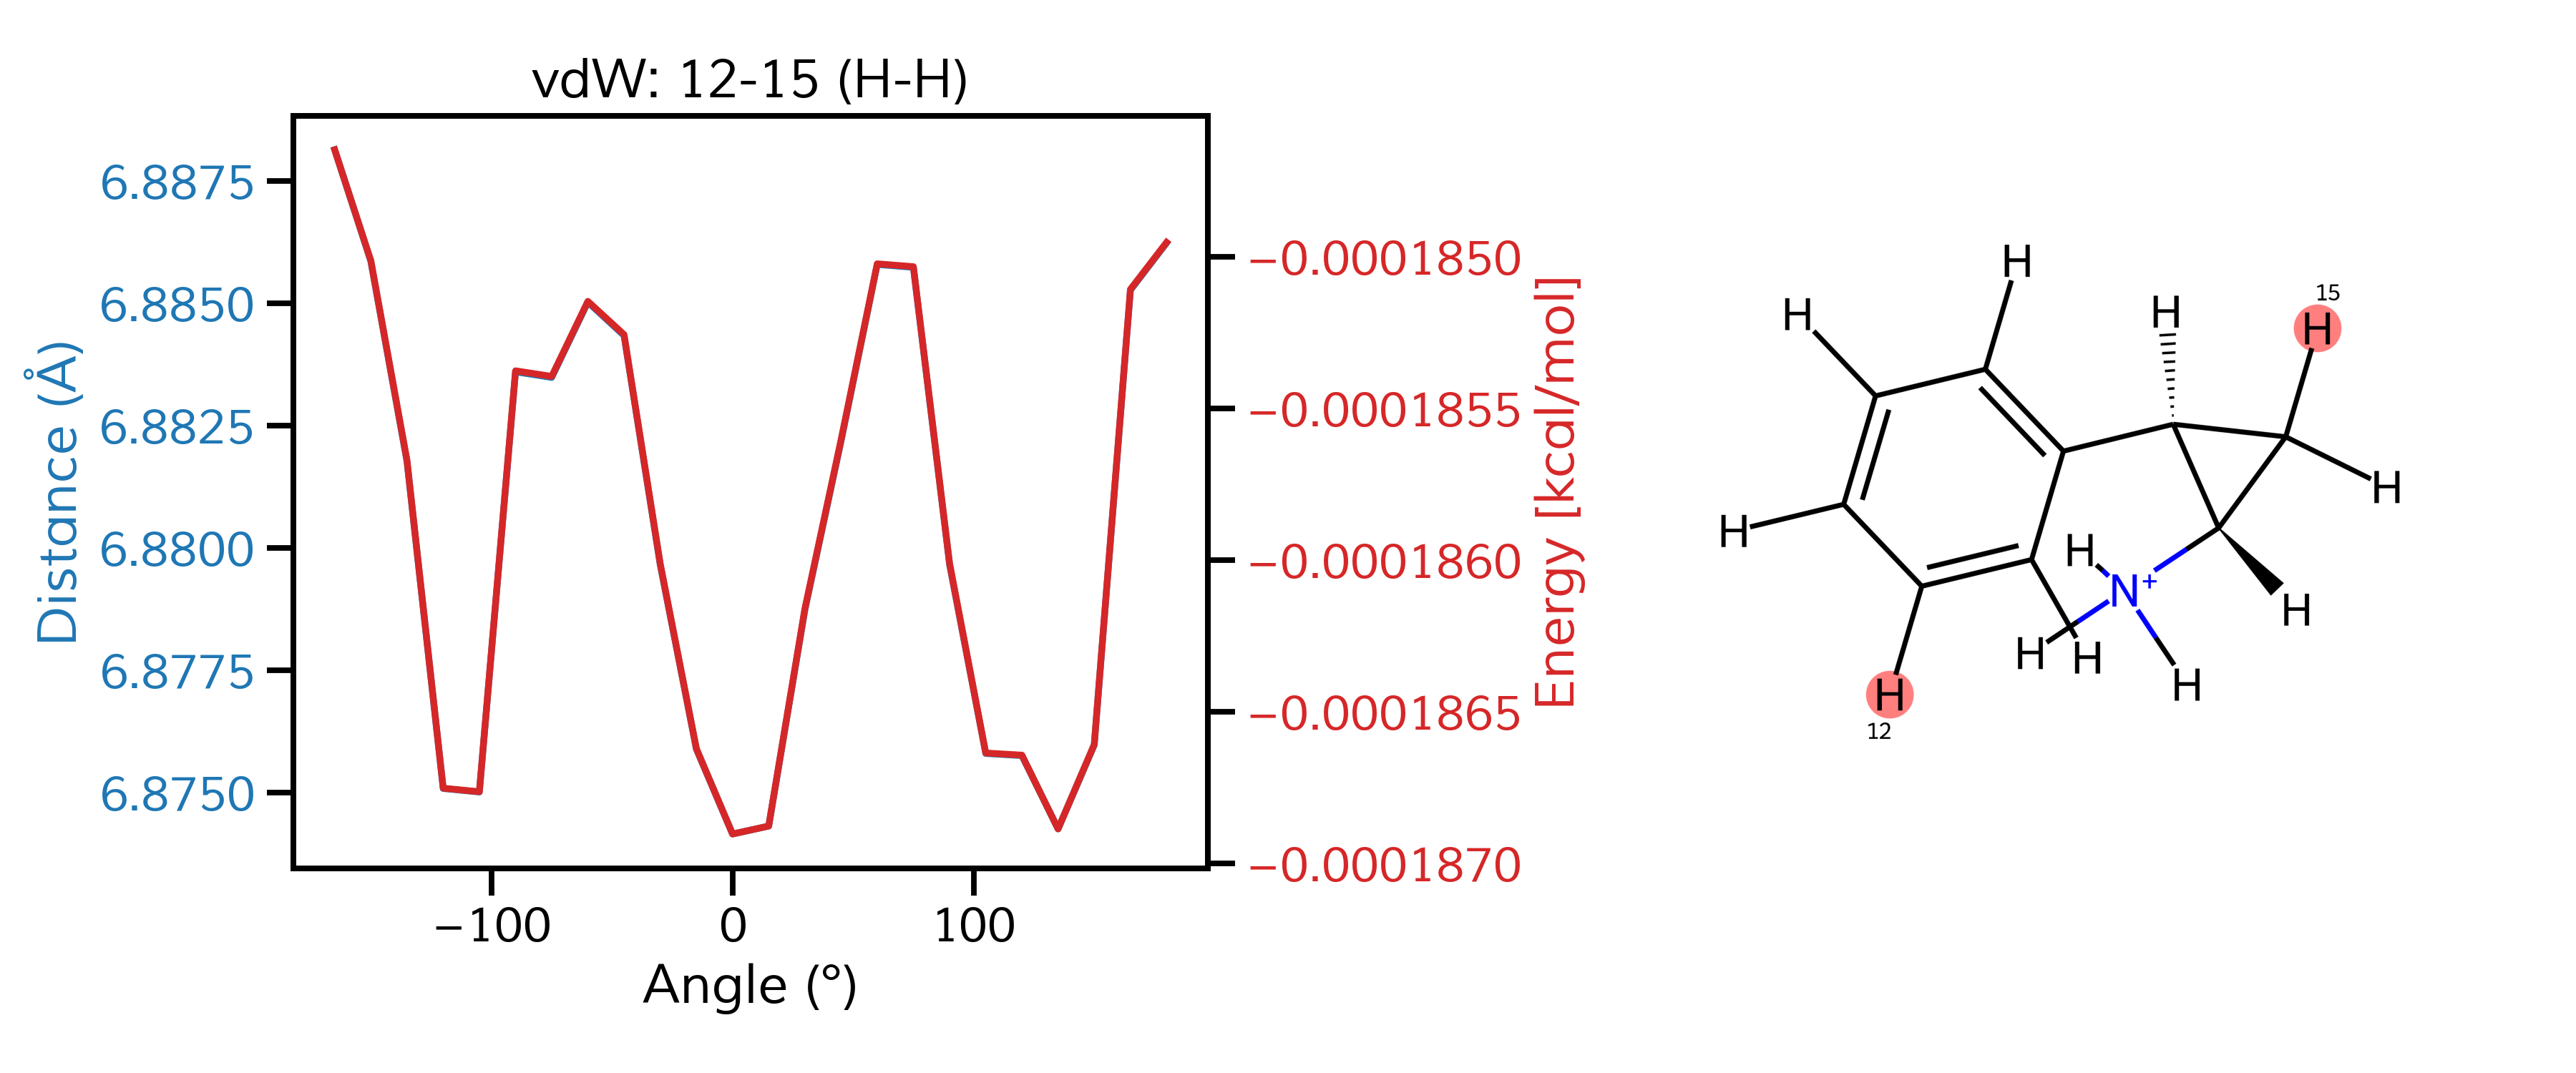 vdW: 12-15 (H-H)
Distance (Å)
6.8875
6.8850
6.8825
6.8800
6.8775
6.8750
−100
0
100
Angle (°)
−0.0001850
−0.0001855
−0.0001860
−0.0001865
−0.0001870
Energy [kcal/mol]
H
15
H
H
H
H
H
H
H
N+
H
H
H
H
H
12